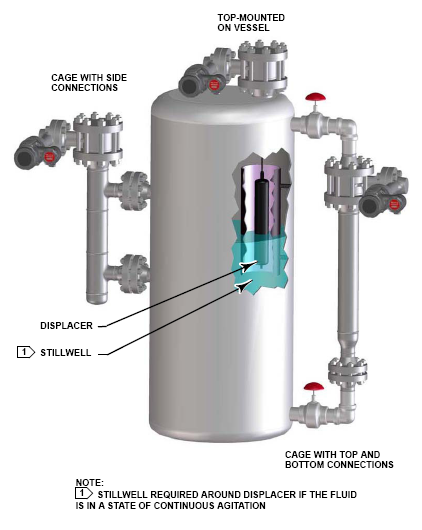 TOP-MOUNTED
ON VESSEL
CAGE WITH SIDE
CONNECTIONS
DISPLACER
1 STILLWELL
CAGE WITH TOP AND
BOTTOM CONNECTIONS
NOTE:
1 STILLWELL REQUIRED AROUND DISPLACER IF THE FLUID
IS IN A STATE OF CONTINUOUS AGITATION